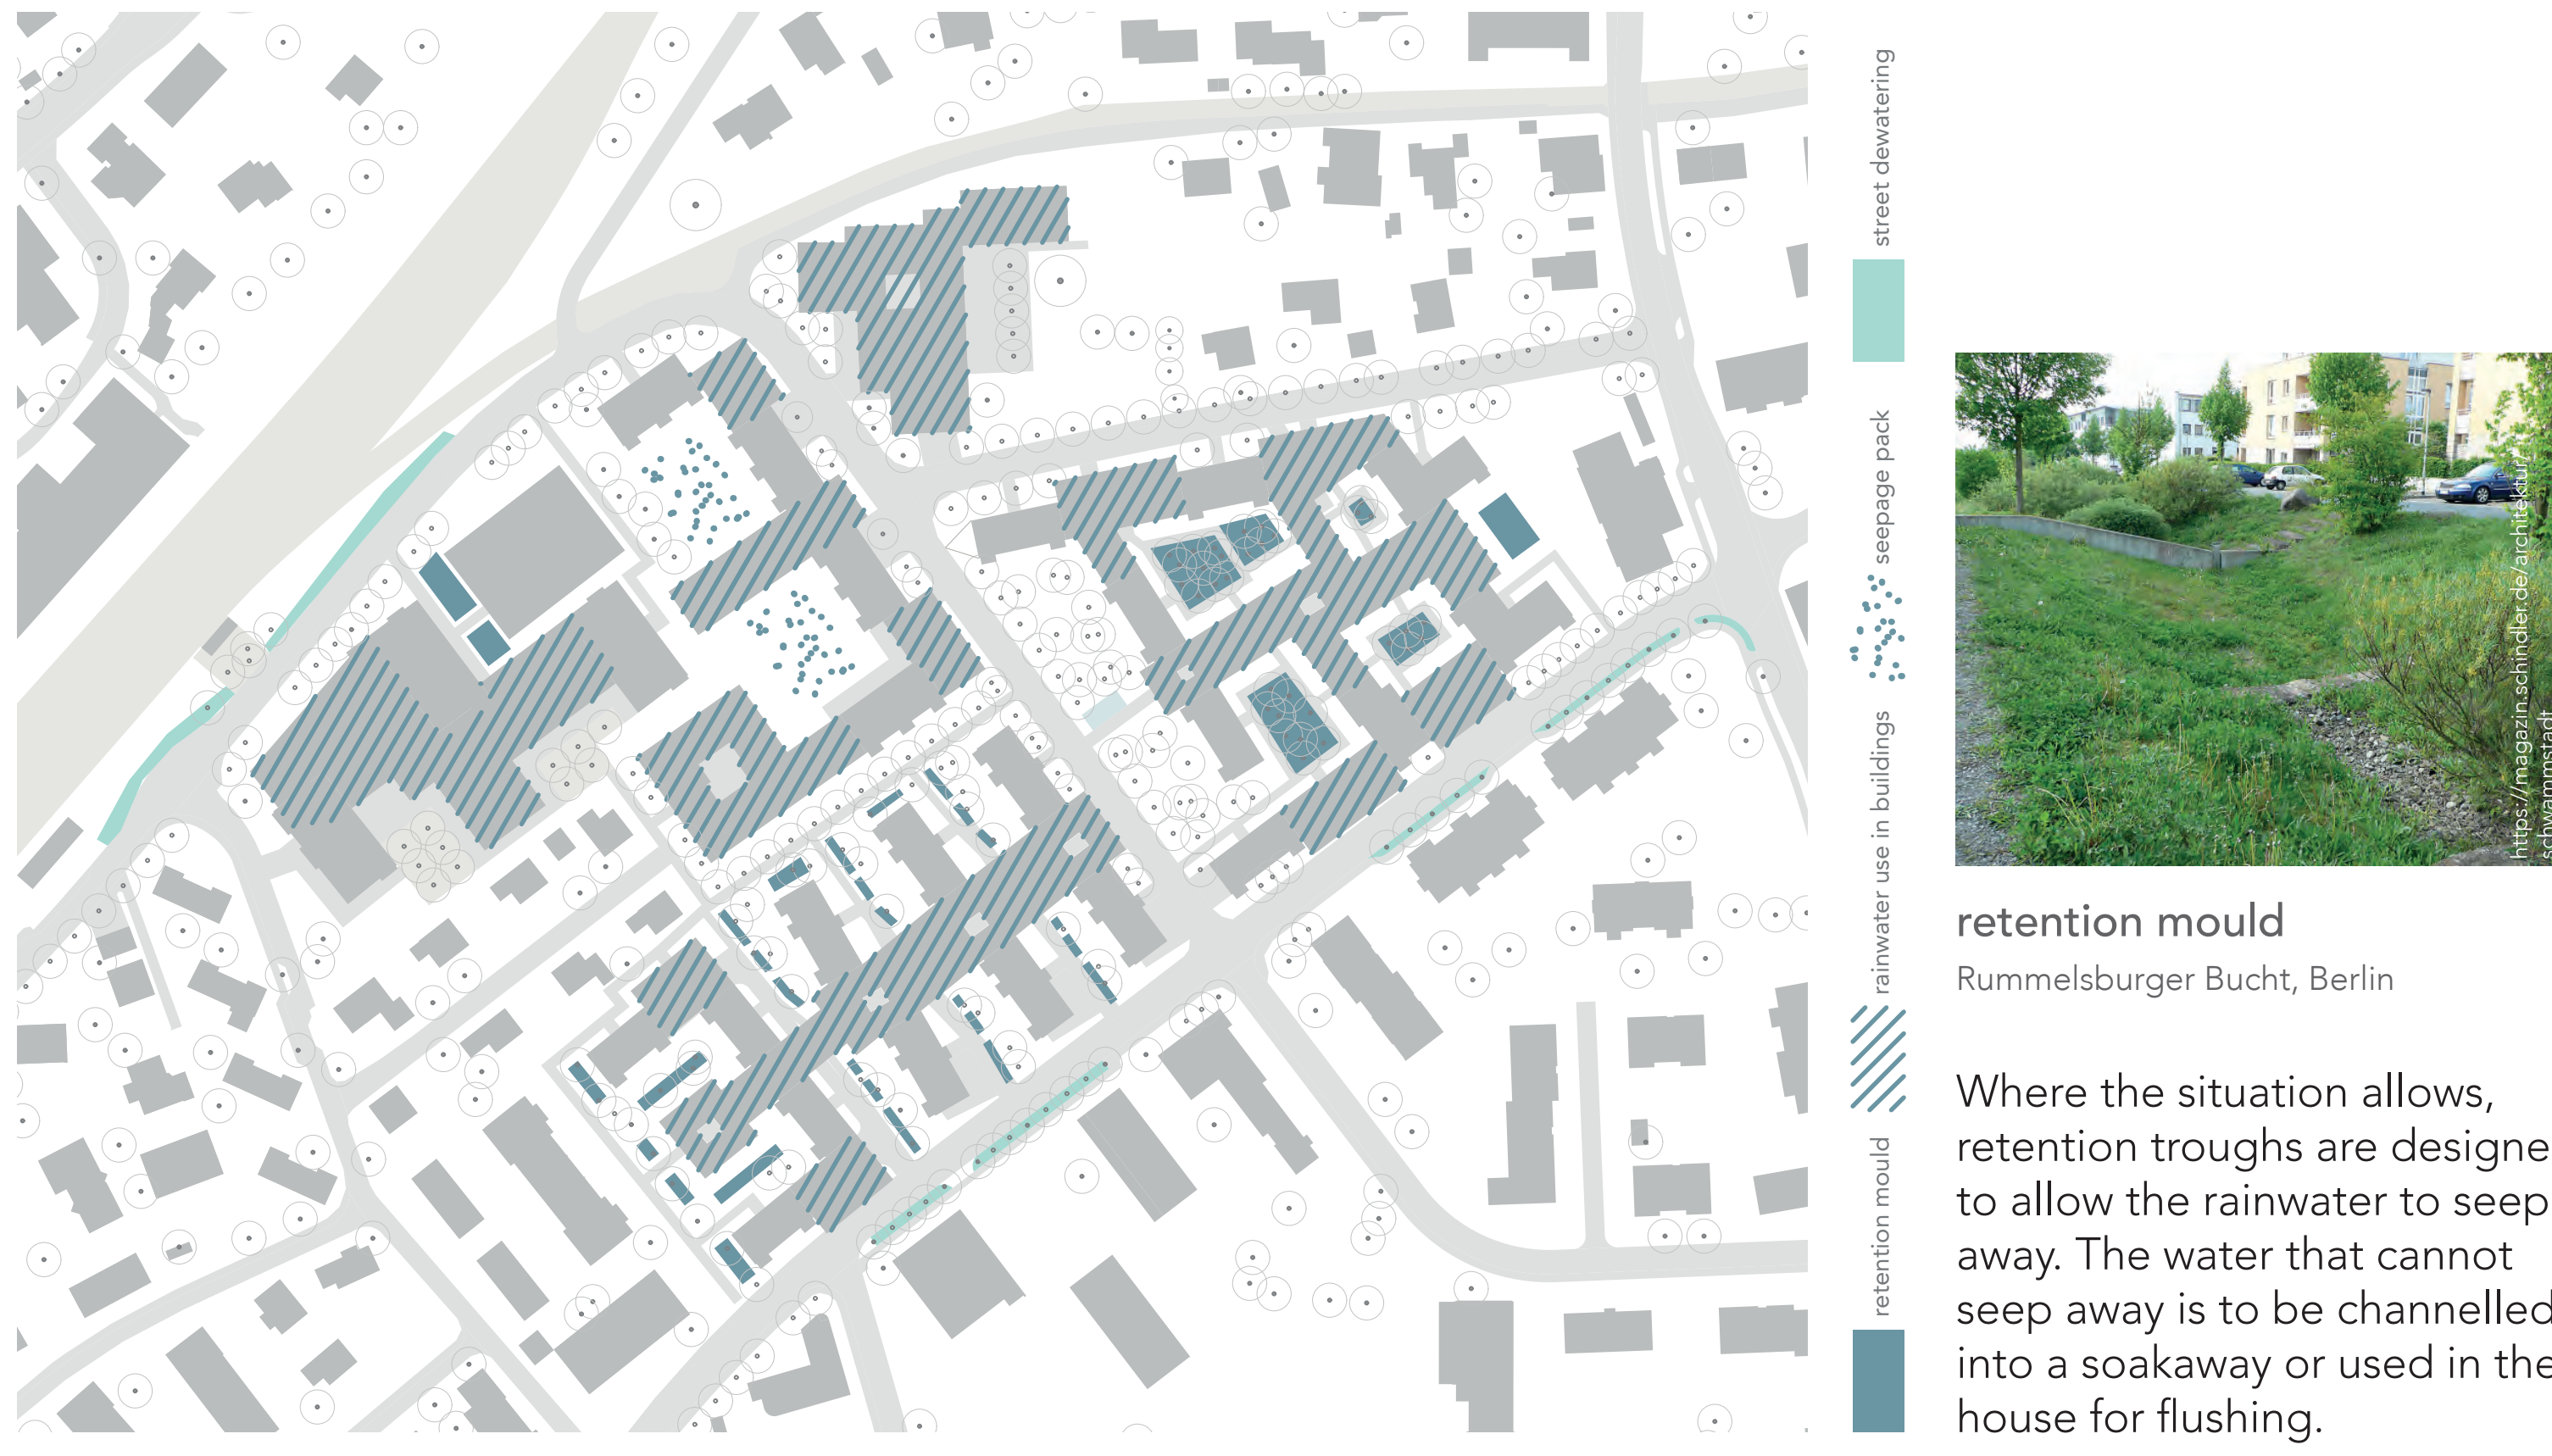 street dewatering
seepage pack
rainwater use in buildings
retention mould
https://magazin.schindler.de/architektur/
schwammstadt
retention mould
Rummelsburger Bucht, Berlin
Where the situation allows,
retention troughs are designe
to allow the rainwater to seep
away. The water that cannot
seep away is to be channelled
into a soakaway or used in the
house for flushing.